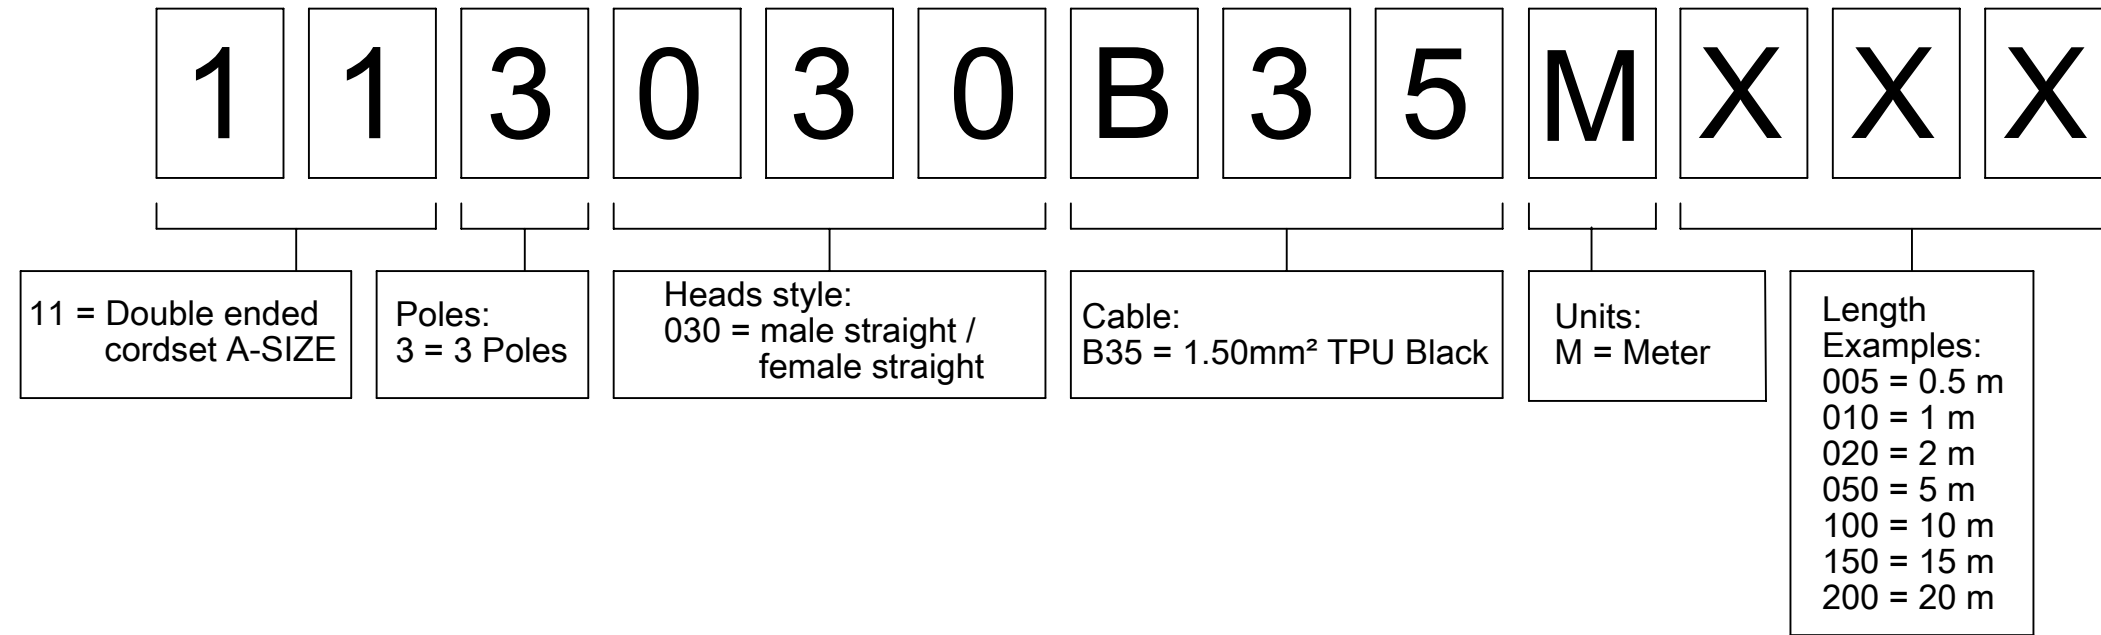 1 1 3 0 3 0 B 3 5 M X X X
11 = Double ended
cordset A-SIZE
Poles:
3 = 3 Poles
Heads style:
030 = male straight /
female straight
Cable:
B35 = 1.50mm² TPU Black
Units:
M = Meter
Length
Examples:
005 = 0.5 m
010 = 1 m
020 = 2 m
050 = 5 m
100 = 10 m
150 = 15 m
200 = 20 m